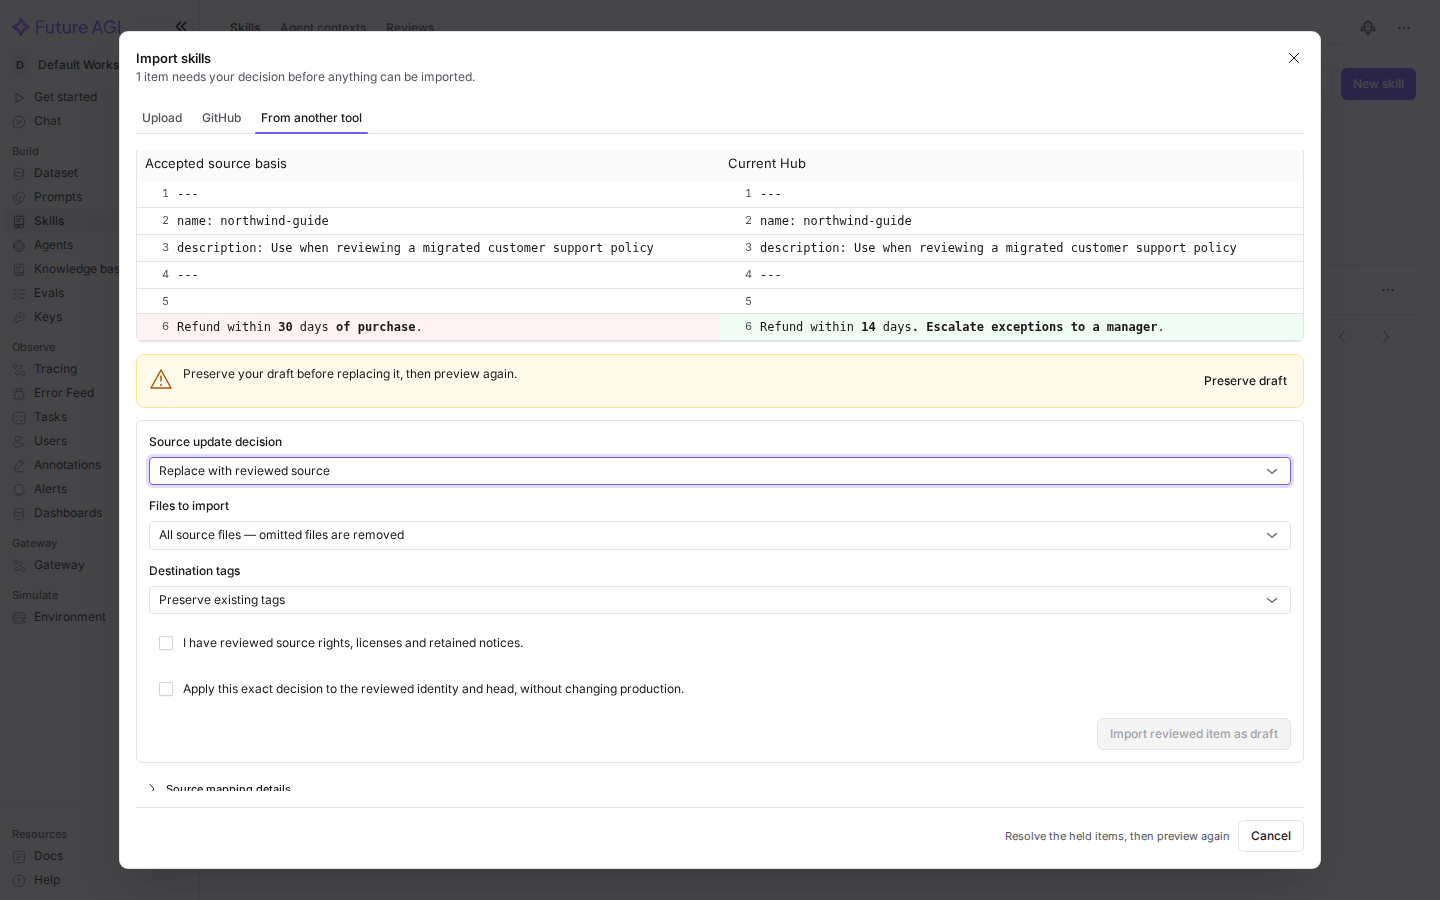 Future AGI
Skills
Agent contexts
Reviews
D
Default Works
Get started
Chat
Build
Dataset
Prompts
Skills
Agents
Knowledge bas
Evals
Keys
Observe
Tracing
Error Feed
Tasks
Users
Annotations
Alerts
Dashboards
Gateway
Gateway
Simulate
Environment
Resources
Docs
Help
New skill
Import skills
1 item needs your decision before anything can be imported.
Upload
GitHub
From another tool
Accepted source basis
Current Hub
1 ---
1 ---
2 name: northwind-guide
2 name: northwind-guide
3 description: Use when reviewing a migrated customer support policy
3 description: Use when reviewing a migrated customer support policy
4 ---
4 ---
5
5
6 Refund within 30 days of purchase.
6 Refund within 14 days. Escalate exceptions to a manager.
Preserve your draft before replacing it, then preview again.
Preserve draft
Source update decision
Replace with reviewed source
Files to import
All source files — omitted files are removed
Destination tags
Preserve existing tags
I have reviewed source rights, licenses and retained notices.
Apply this exact decision to the reviewed identity and head, without changing production.
Import reviewed item as draft
Source mapping details
Resolve the held items, then preview again
Cancel